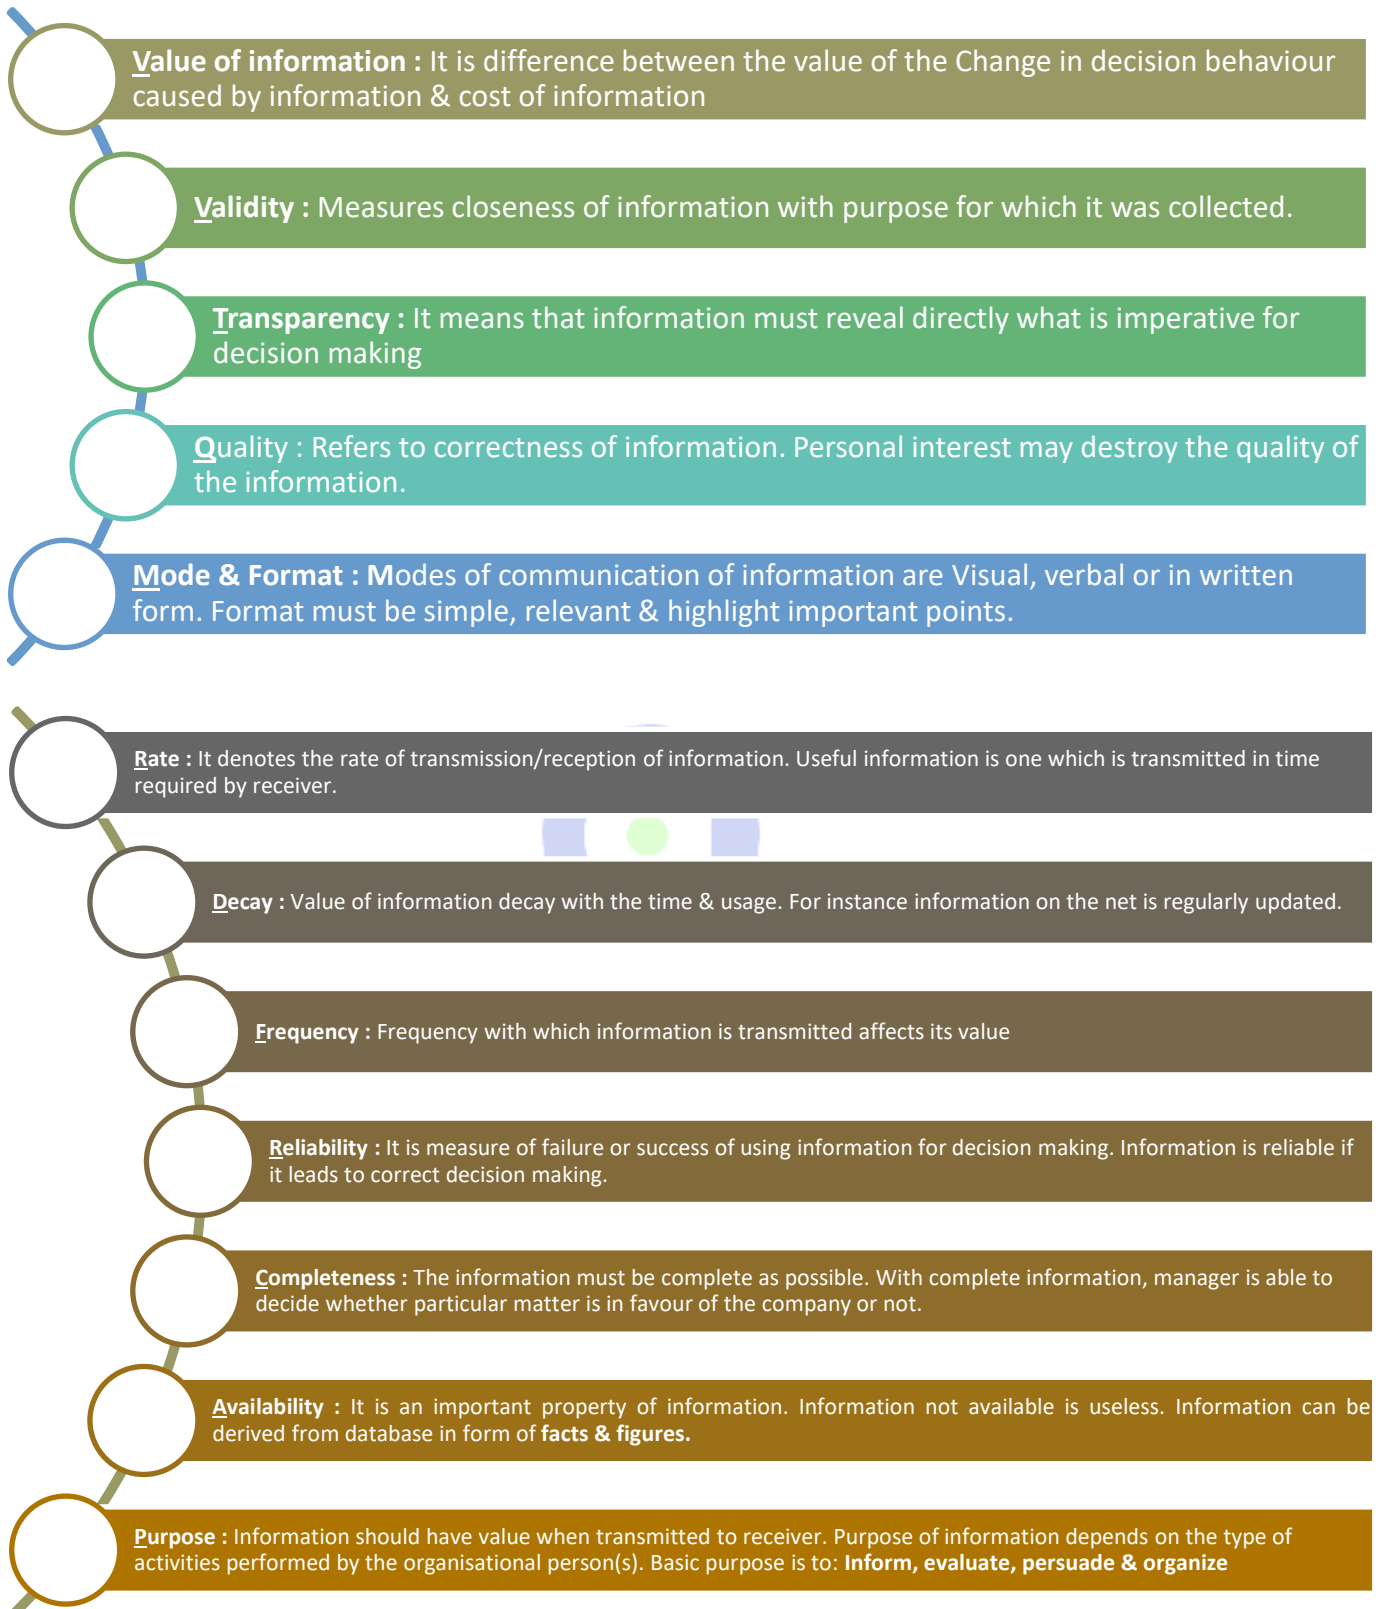 Value of information : It is difference between the value of the Change in decision behaviour
caused by information & cost of information
Validity : Measures closeness of information with purpose for which it was collected.
Transparency : It means that information must reveal directly what is imperative for
decision making
Quality : Refers to correctness of information. Personal interest may destroy the quality of
the information.
Mode & Format : Modes of communication of information are Visual, verbal or in written
form. Format must be simple, relevant & highlight important points.
Rate : It denotes the rate of transmission/reception of information. Useful information is one which is transmitted in time
required by receiver.
Decay : Value of information decay with the time & usage. For instance information on the net is regularly updated.
Frequency : Frequency with which information is transmitted affects its value
Reliability : It is measure of failure or success of using information for decision making. Information is reliable if
it leads to correct decision making.
Completeness : The information must be complete as possible. With complete information, manager is able to
decide whether particular matter is in favour of the company or not.
Availability : It is an important property of information. Information not available is useless. Information can be
derived from database in form of facts & figures.
Purpose : Information should have value when transmitted to receiver. Purpose of information depends on the type of
activities performed by the organisational person(s). Basic purpose is to: Inform, evaluate, persuade & organize